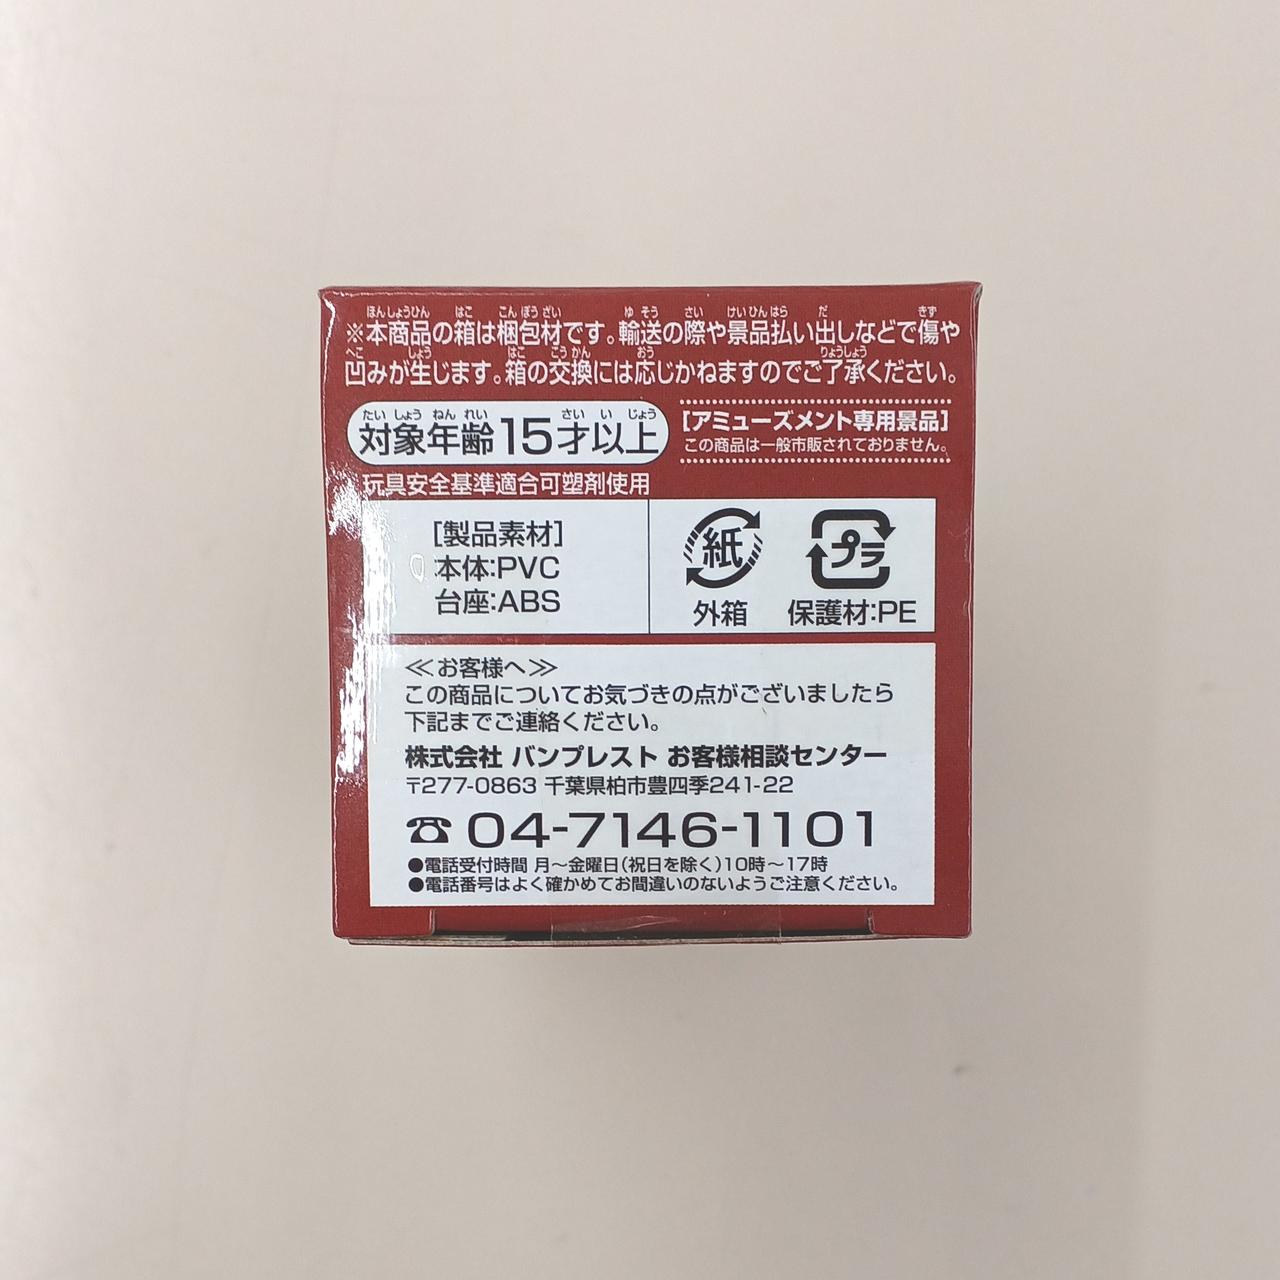 ※本商品の箱は梱包材です。輸送の際や景品払い出しなどで傷や
凹みが生じます。箱の交換には応じかねますのでご了承ください。
対象年齢15才以上
[アミューズメント専用景品]
この商品は一般市販されておりません。
玩具安全基準適合可塑剤使用
[製品素材]
本体:PVC
台座:ABS
紙
外箱
プラ
保護材:PE
≪お客様へ≫
この商品についてお気づきの点がございましたら
下記までご連絡ください。
株式会社 バンプレスト お客様相談センター
〒277-0863 千葉県柏市豊四季241-22
☎04-7146-1101
●電話受付時間 月~金曜日(祝日を除く)10時~17時
●電話番号はよく確かめてお間違いのないようご注意ください。